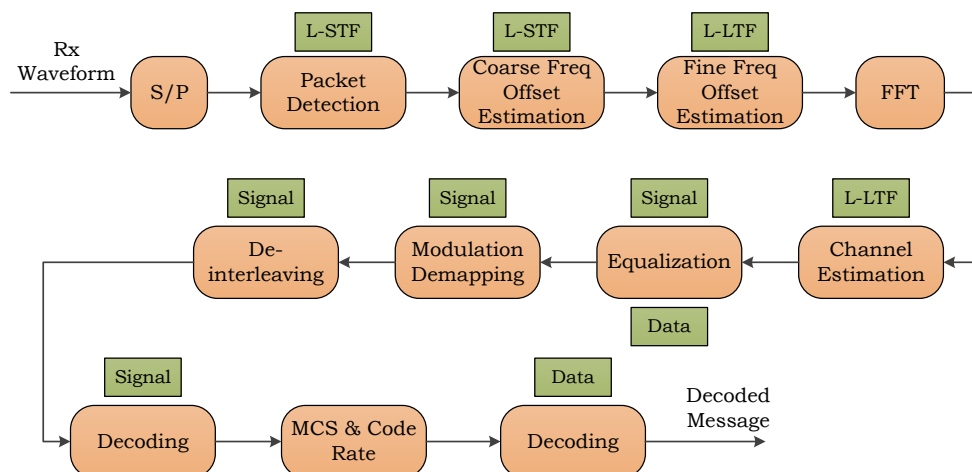 L-STF
L-STF
L-LTF
Rx
Waveform
S/P
Packet
Detection
Coarse Freq
Offset
Estimation
Fine Freq
Offset
Estimation
FFT
Signal
Signal
Signal
L-LTF
De-
interleaving
Modulation
Demapping
Equalization
Channel
Estimation
Data
Signal
Data
Decoding
MCS & Code
Rate
Decoding
Decoded
Message